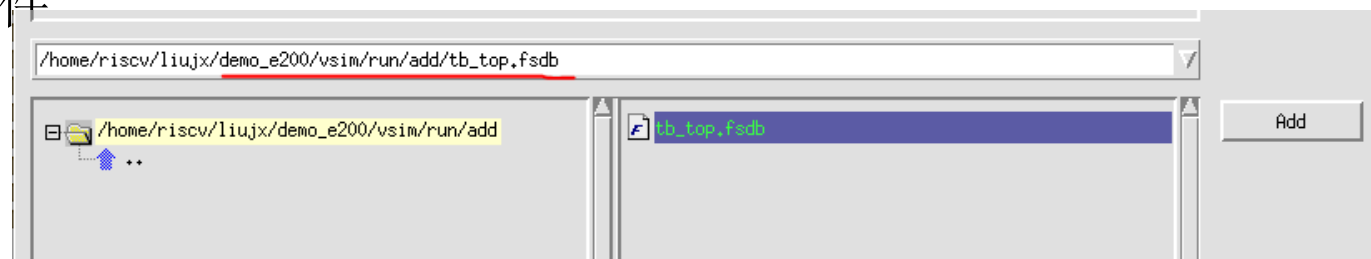 /home/riscv/liujx/demo_e200/vsim/run/add/tb_top.fsdb
/home/riscv/liujx/demo_e200/vsim/run/add
tb_top.fsdb
Add
..